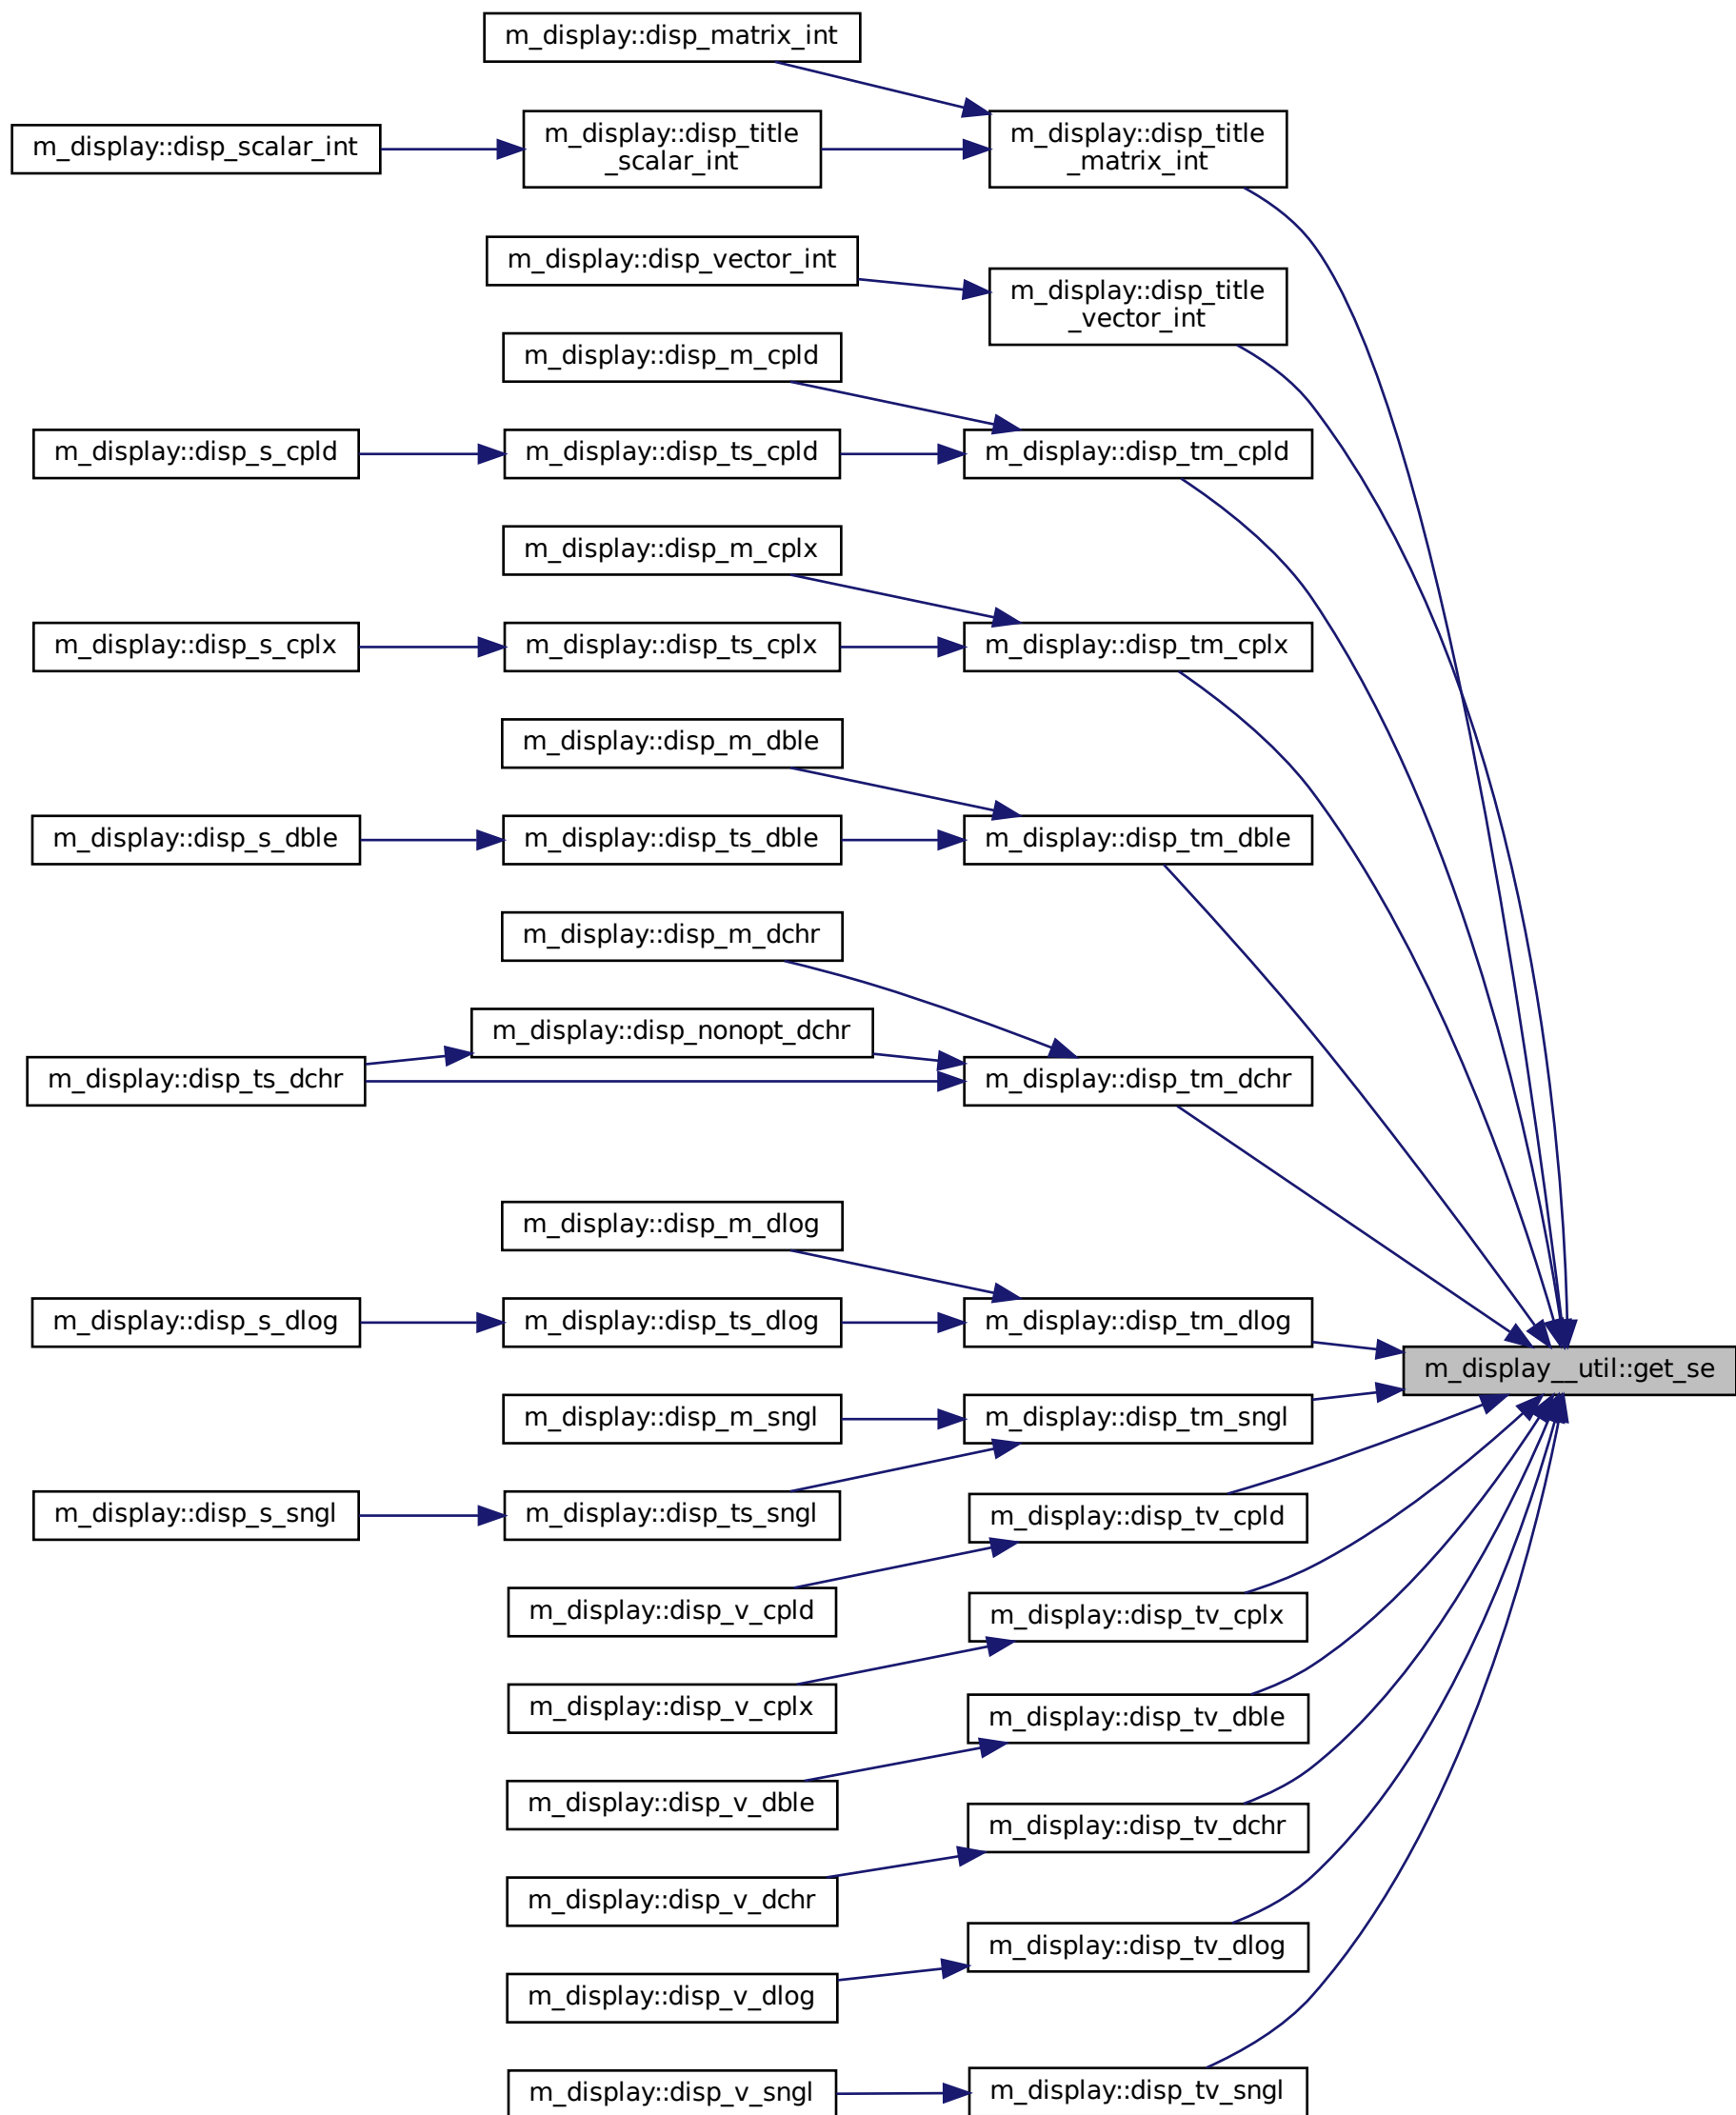 m_display::disp_matrix_int
m_display::disp_scalar_int
m_display::disp_title
_scalar_int
m_display::disp_title
_matrix_int
m_display::disp_vector_int
m_display::disp_title
_vector_int
m_display::disp_m_cpld
m_display::disp_s_cpld
m_display::disp_ts_cpld
m_display::disp_tm_cpld
m_display::disp_m_cplx
m_display::disp_s_cplx
m_display::disp_ts_cplx
m_display::disp_tm_cplx
m_display::disp_m_dble
m_display::disp_s_dble
m_display::disp_ts_dble
m_display::disp_tm_dble
m_display::disp_m_dchr
m_display::disp_nonopt_dchr
m_display::disp_ts_dchr
m_display::disp_tm_dchr
m_display::disp_m_dlog
m_display::disp_s_dlog
m_display::disp_ts_dlog
m_display::disp_tm_dlog
m_display__util::get_se
m_display::disp_m_sngl
m_display::disp_tm_sngl
m_display::disp_s_sngl
m_display::disp_ts_sngl
m_display::disp_tv_cpld
m_display::disp_v_cpld
m_display::disp_tv_cplx
m_display::disp_v_cplx
m_display::disp_tv_dble
m_display::disp_v_dble
m_display::disp_tv_dchr
m_display::disp_v_dchr
m_display::disp_tv_dlog
m_display::disp_v_dlog
m_display::disp_v_sngl
m_display::disp_tv_sngl